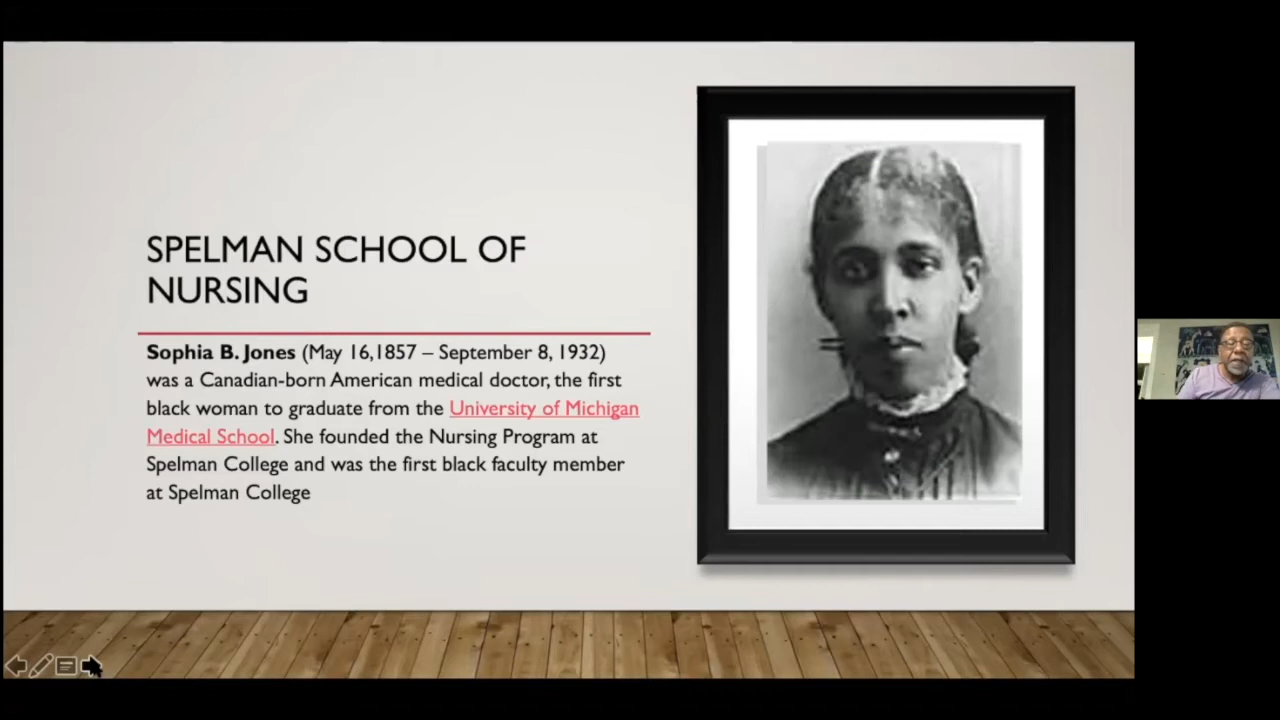 SPELMAN SCHOOL OF
NURSING
Sophia B. Jones (May 16,1857 – September 8, 1932)
was a Canadian-born American medical doctor, the first
black woman to graduate from the University of Michigan
Medical School. She founded the Nursing Program at
Spelman College and was the first black faculty member
at Spelman College